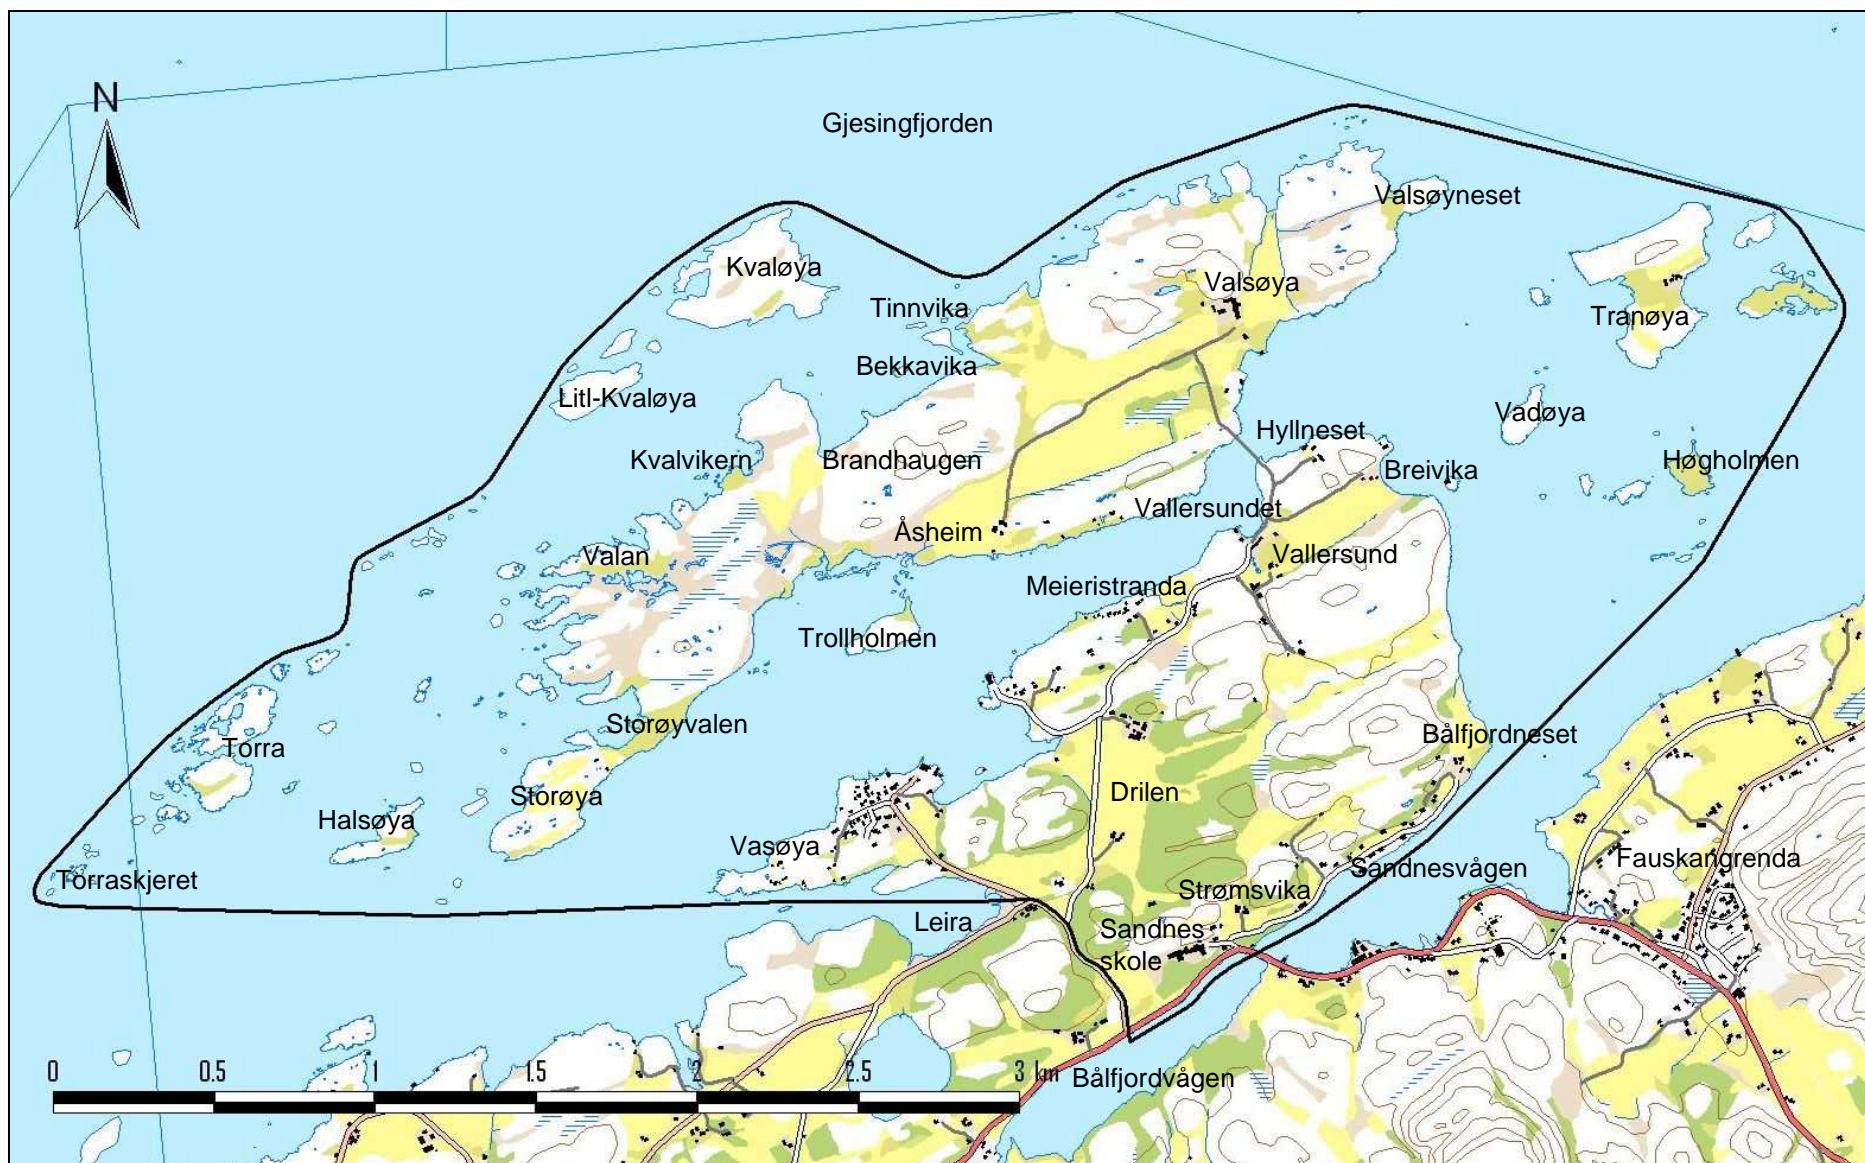 N
Gjesingfjorden
Valsøyneset
Kvaløya
Valsøya
Tinnvika
Tranøya
Bekkavika
Litl-Kvaløya
Vadøya
Hyllneset
Kvalvikern
Brandhaugen
Breivika
Høgholmen
Vallersundet
Åsheim
Valan
Vallersund
Meieristranda
Trollholmen
Storøyvalen
Bålfjordneset
Torra
Storøya
Drilen
Halsøya
Vasøya
Fauskangrenda
Sandnesvågen
Torraskjeret
Strømsvika
Leira
Sandnes
skole
0 0.5 1 1.5 2 2.5 3 km
Bålfjordvågen